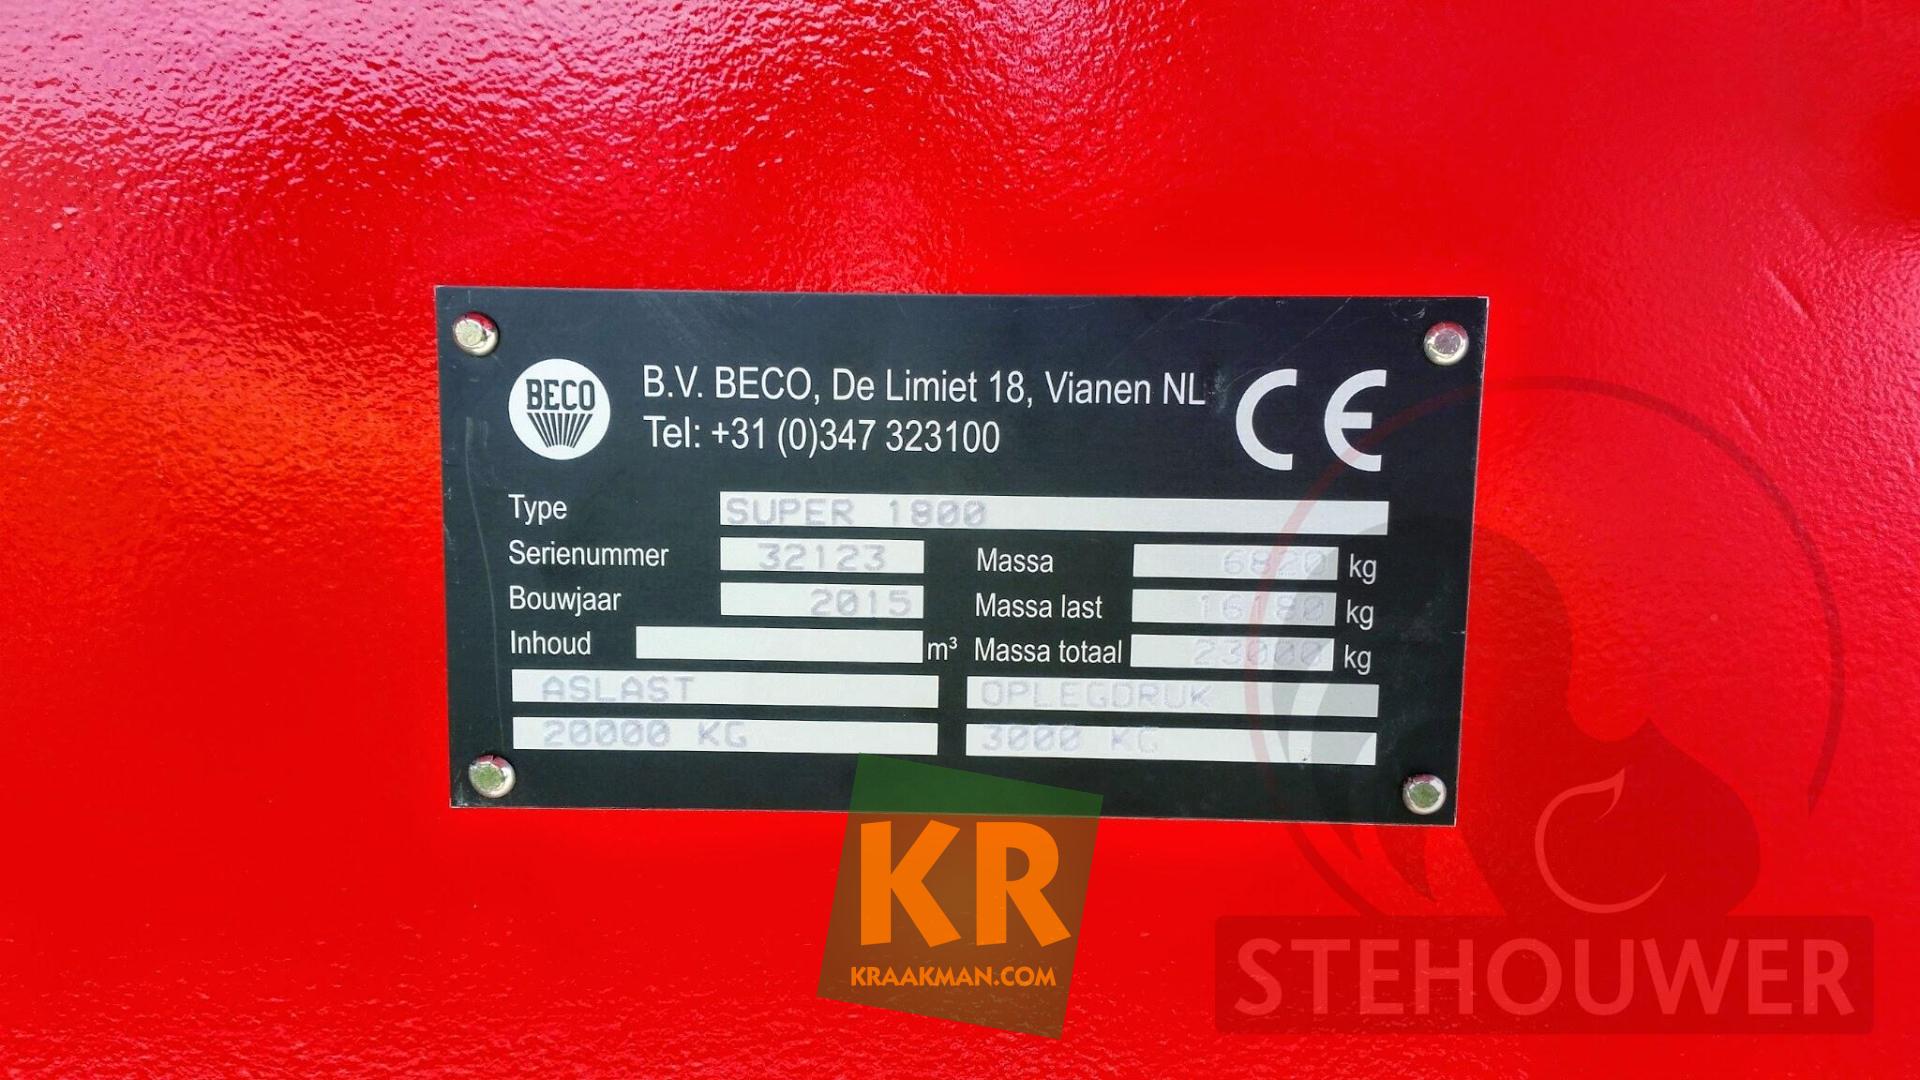 BECO
B.V. BECO, De Limiet 18, Vianen NL
Tel: +31 (0)347 323100
CE
Type SUPER 1800
Serienummer 32123 Massa 6820 kg
Bouwjaar 2015 Massa last 16180 kg
Inhoud m³ Massa totaal 23000 kg
ASLAST OPLEGDRUK
20000 KG 3000 KG
KR
KRAAKMAN.COM
STEHOUWER